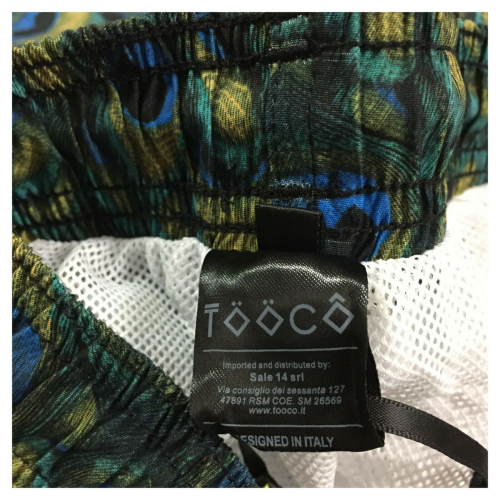 TÖÖCÔ
Imported and distributed by:
Sale 14 srl
Via consiglio dei sessanta 127
47891 RSM COE. SM 26569
www.tooco.it
DESIGNED IN ITALY